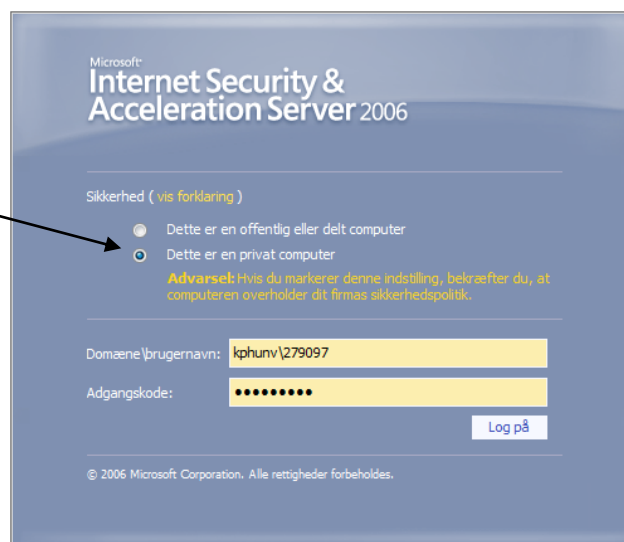 Microsoft
Internet Security &
Acceleration Server 2006
Sikkerhed ( vis forklaring )
Dette er en offentlig eller delt computer
Dette er en privat computer
Advarsel: Hvis du markerer denne indstilling, bekræfter du, at
computeren overholder dit firmas sikkerhedspolitik.
Domæne\brugernavn: kphunv\279097
Adgangskode: •••••••••
Log på
© 2006 Microsoft Corporation. Alle rettigheder forbeholdes.